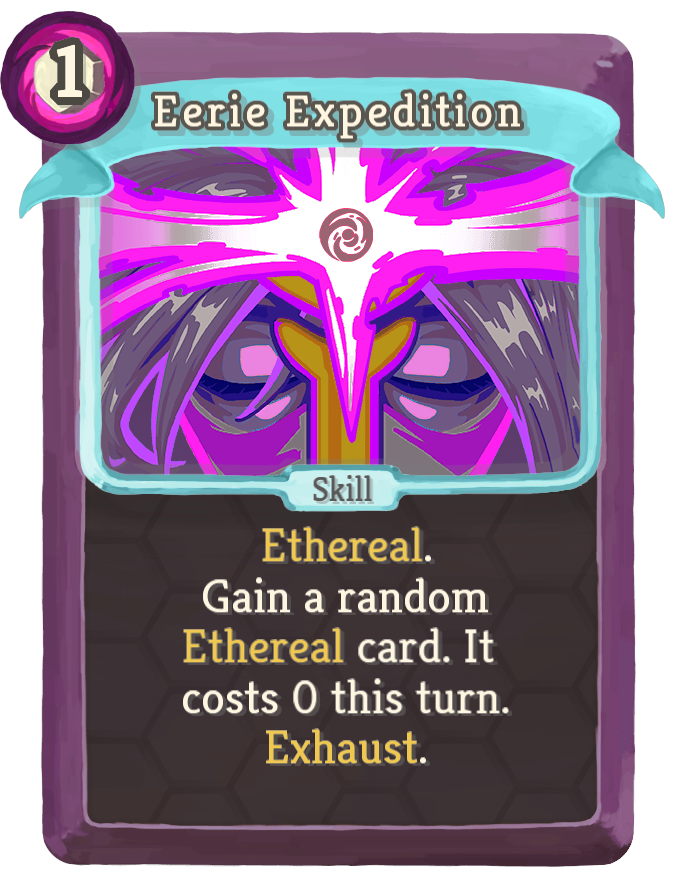 1
Eerie Expedition
Skill
Ethereal.
Gain a random
Ethereal card. It
costs 0 this turn.
Exhaust.